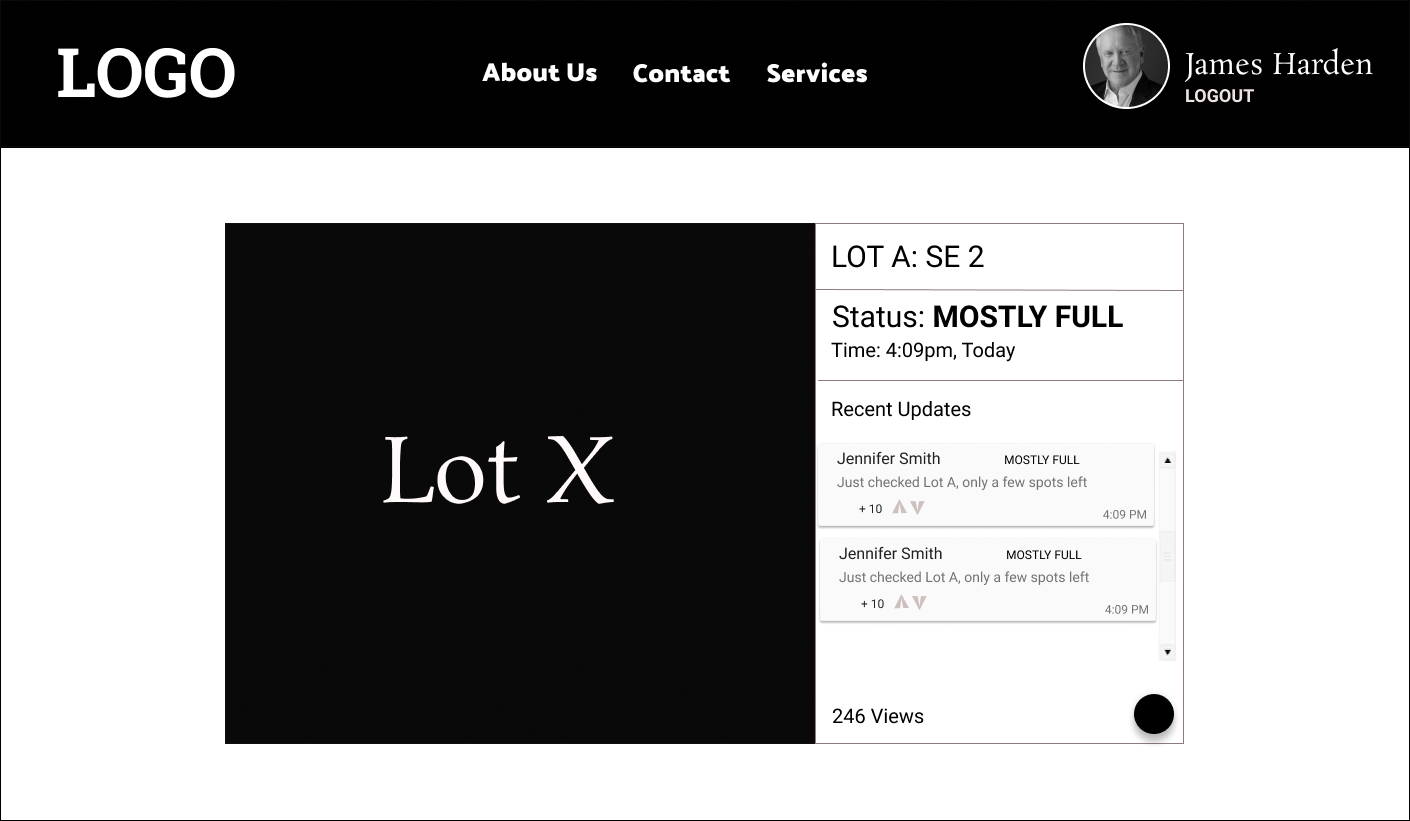 LOGO
About Us Contact Services
James Harden
LOGOUT
Lot X
LOT A: SE 2
Status: MOSTLY FULL
Time: 4:09pm, Today
Recent Updates
Jennifer Smith MOSTLY FULL
Just checked Lot A, only a few spots left
+ 10
4:09 PM
Jennifer Smith MOSTLY FULL
Just checked Lot A, only a few spots left
+ 10
4:09 PM
246 Views